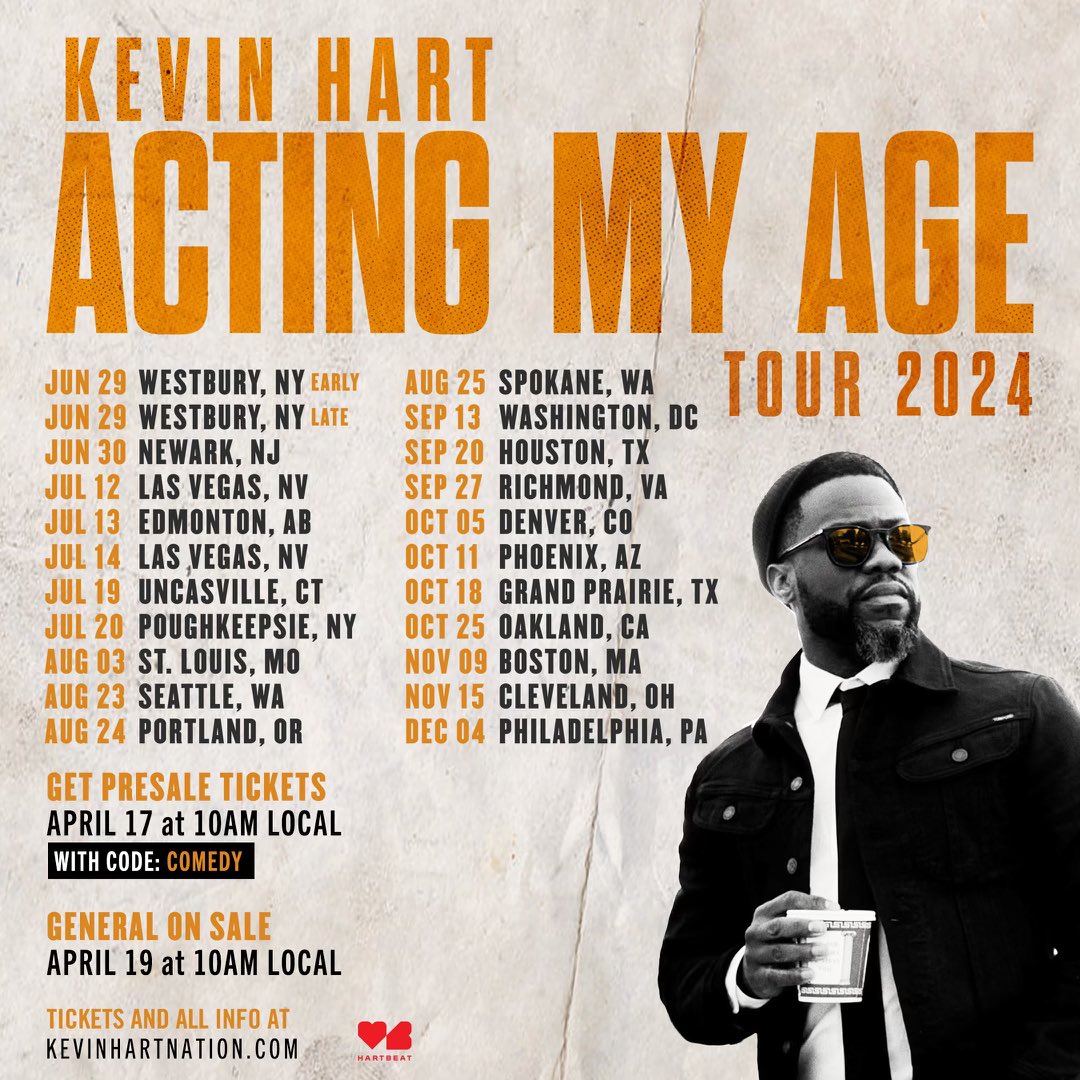 KEVIN HART
ACTING MY AGE
TOUR 2024
JUN 29 WESTBURY, NY EARLY
JUN 29 WESTBURY, NY LATE
JUN 30 NEWARK, NJ
JUL 12 LAS VEGAS, NV
JUL 13 EDMONTON, AB
JUL 14 LAS VEGAS, NV
JUL 19 UNCASVILLE, CT
JUL 20 POUGHKEEPSIE, NY
AUG 03 ST. LOUIS, MO
AUG 23 SEATTLE, WA
AUG 24 PORTLAND, OR
AUG 25 SPOKANE, WA
SEP 13 WASHINGTON, DC
SEP 20 HOUSTON, TX
SEP 27 RICHMOND, VA
OCT 05 DENVER, CO
OCT 11 PHOENIX, AZ
OCT 18 GRAND PRAIRIE, TX
OCT 25 OAKLAND, CA
NOV 09 BOSTON, MA
NOV 15 CLEVELAND, OH
DEC 04 PHILADELPHIA, PA
GET PRESALE TICKETS
APRIL 17 at 10AM LOCAL
WITH CODE: COMEDY
GENERAL ON SALE
APRIL 19 at 10AM LOCAL
TICKETS AND ALL INFO AT
KEVINHARTNATION.COM
HARTBEAT